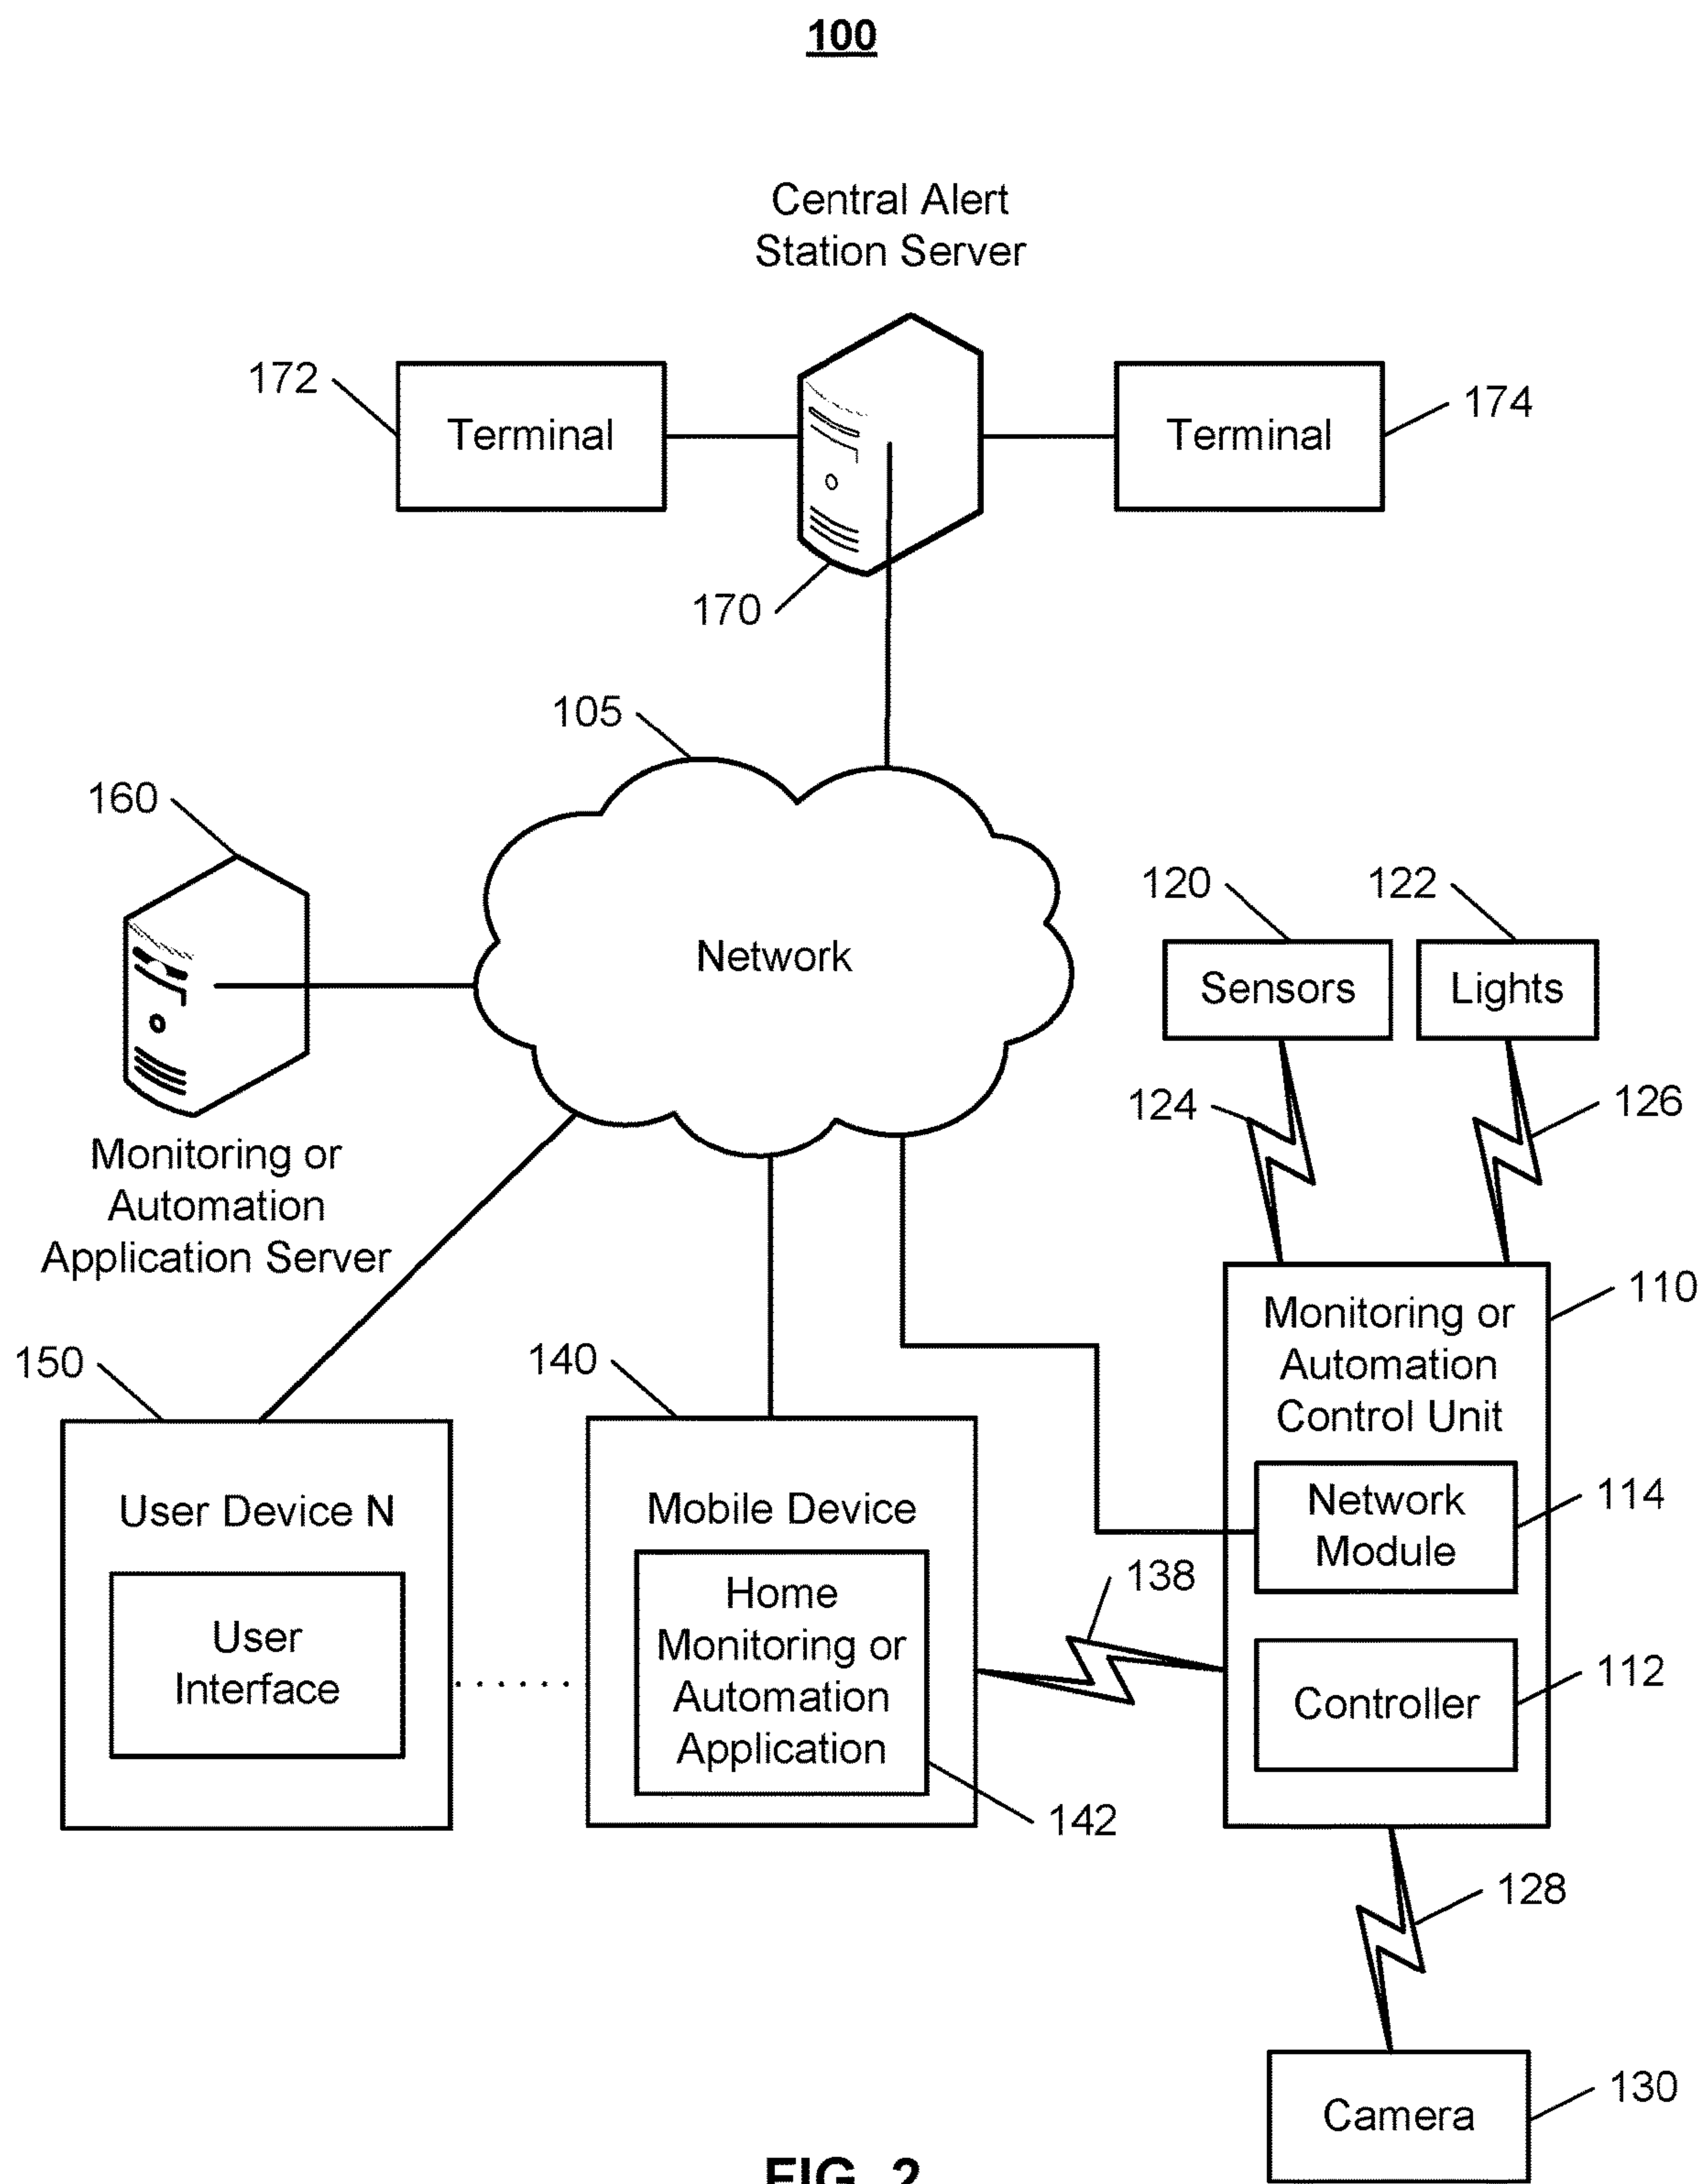 100
Central Alert
Station Server
172
Terminal
Terminal
174
170
105
160
Network
120
122
Sensors
Lights
124
126
Monitoring or
Automation
Application Server
110
Monitoring or
Automation
Control Unit
150
140
User Device N
Mobile Device
Network
Module
114
138
User
Interface
Home
Monitoring or
Automation
Application
Controller
112
142
128
Camera
130
FIG. 2